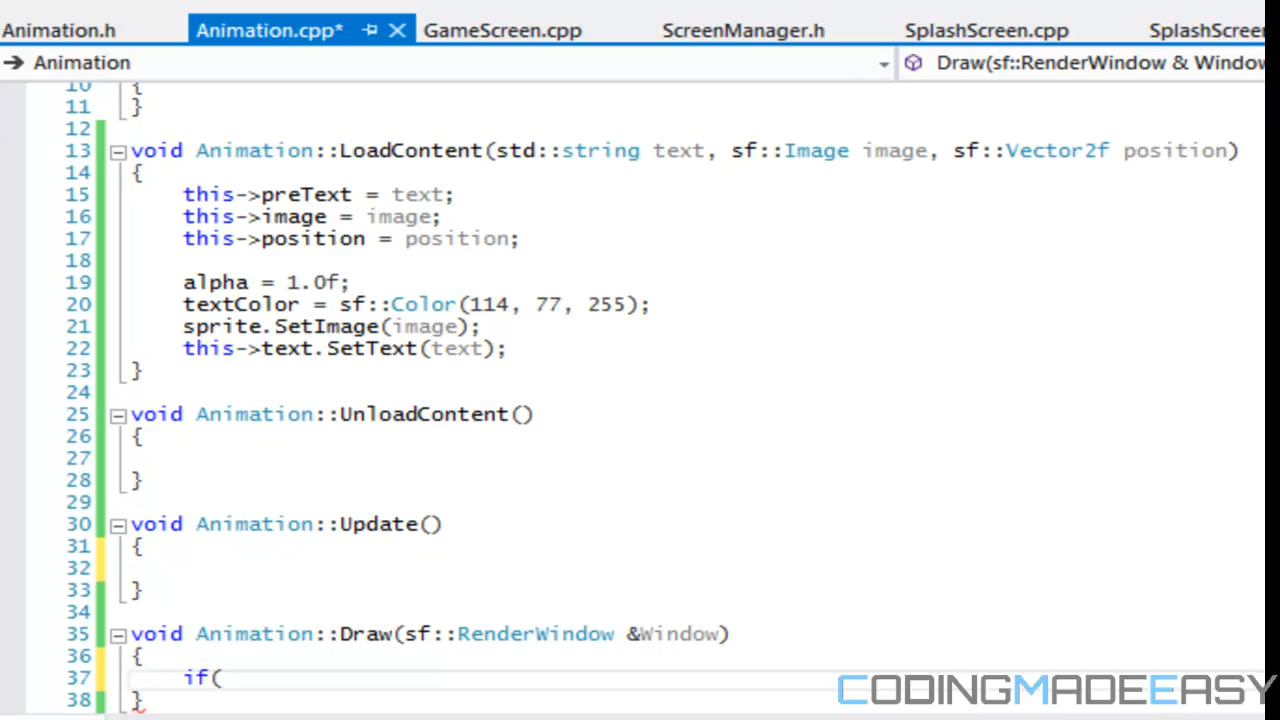 Animation.h Animation.cpp* GameScreen.cpp ScreenManager.h SplashScreen.cpp SplashScreen
Animation Draw(sf::RenderWindow & Window
10 {
11 }
12
13 void Animation::LoadContent(std::string text, sf::Image image, sf::Vector2f position)
14 {
15 this->preText = text;
16 this->image = image;
17 this->position = position;
18
19 alpha = 1.0f;
20 textColor = sf::Color(114, 77, 255);
21 sprite.SetImage(image);
22 this->text.SetText(text);
23 }
24
25 void Animation::UnloadContent()
26 {
27
28 }
29
30 void Animation::Update()
31 {
32
33 }
34
35 void Animation::Draw(sf::RenderWindow &Window)
36 {
37 if(
38 }
CODINGMADEEASY